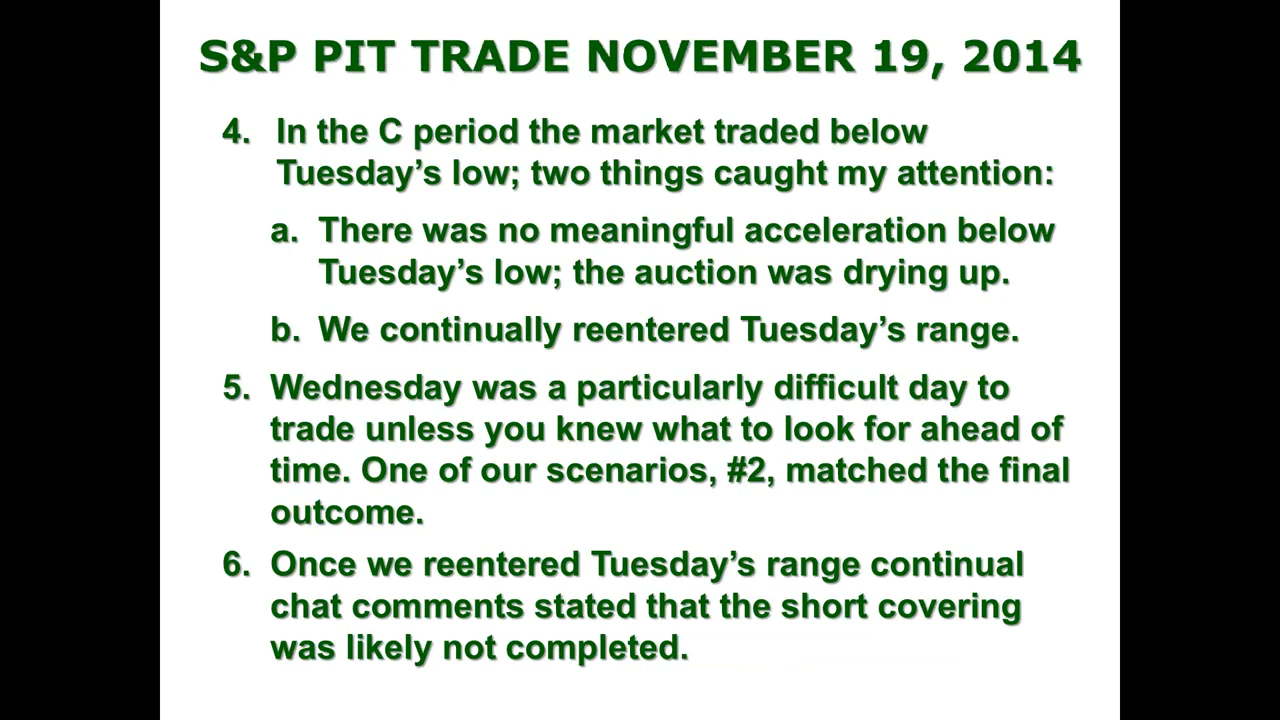 S&P PIT TRADE NOVEMBER 19, 2014
4. In the C period the market traded below
Tuesday’s low; two things caught my attention:
a. There was no meaningful acceleration below
Tuesday’s low; the auction was drying up.
b. We continually reentered Tuesday’s range.
5. Wednesday was a particularly difficult day to
trade unless you knew what to look for ahead of
time. One of our scenarios, #2, matched the final
outcome.
6. Once we reentered Tuesday’s range continual
chat comments stated that the short covering
was likely not completed.